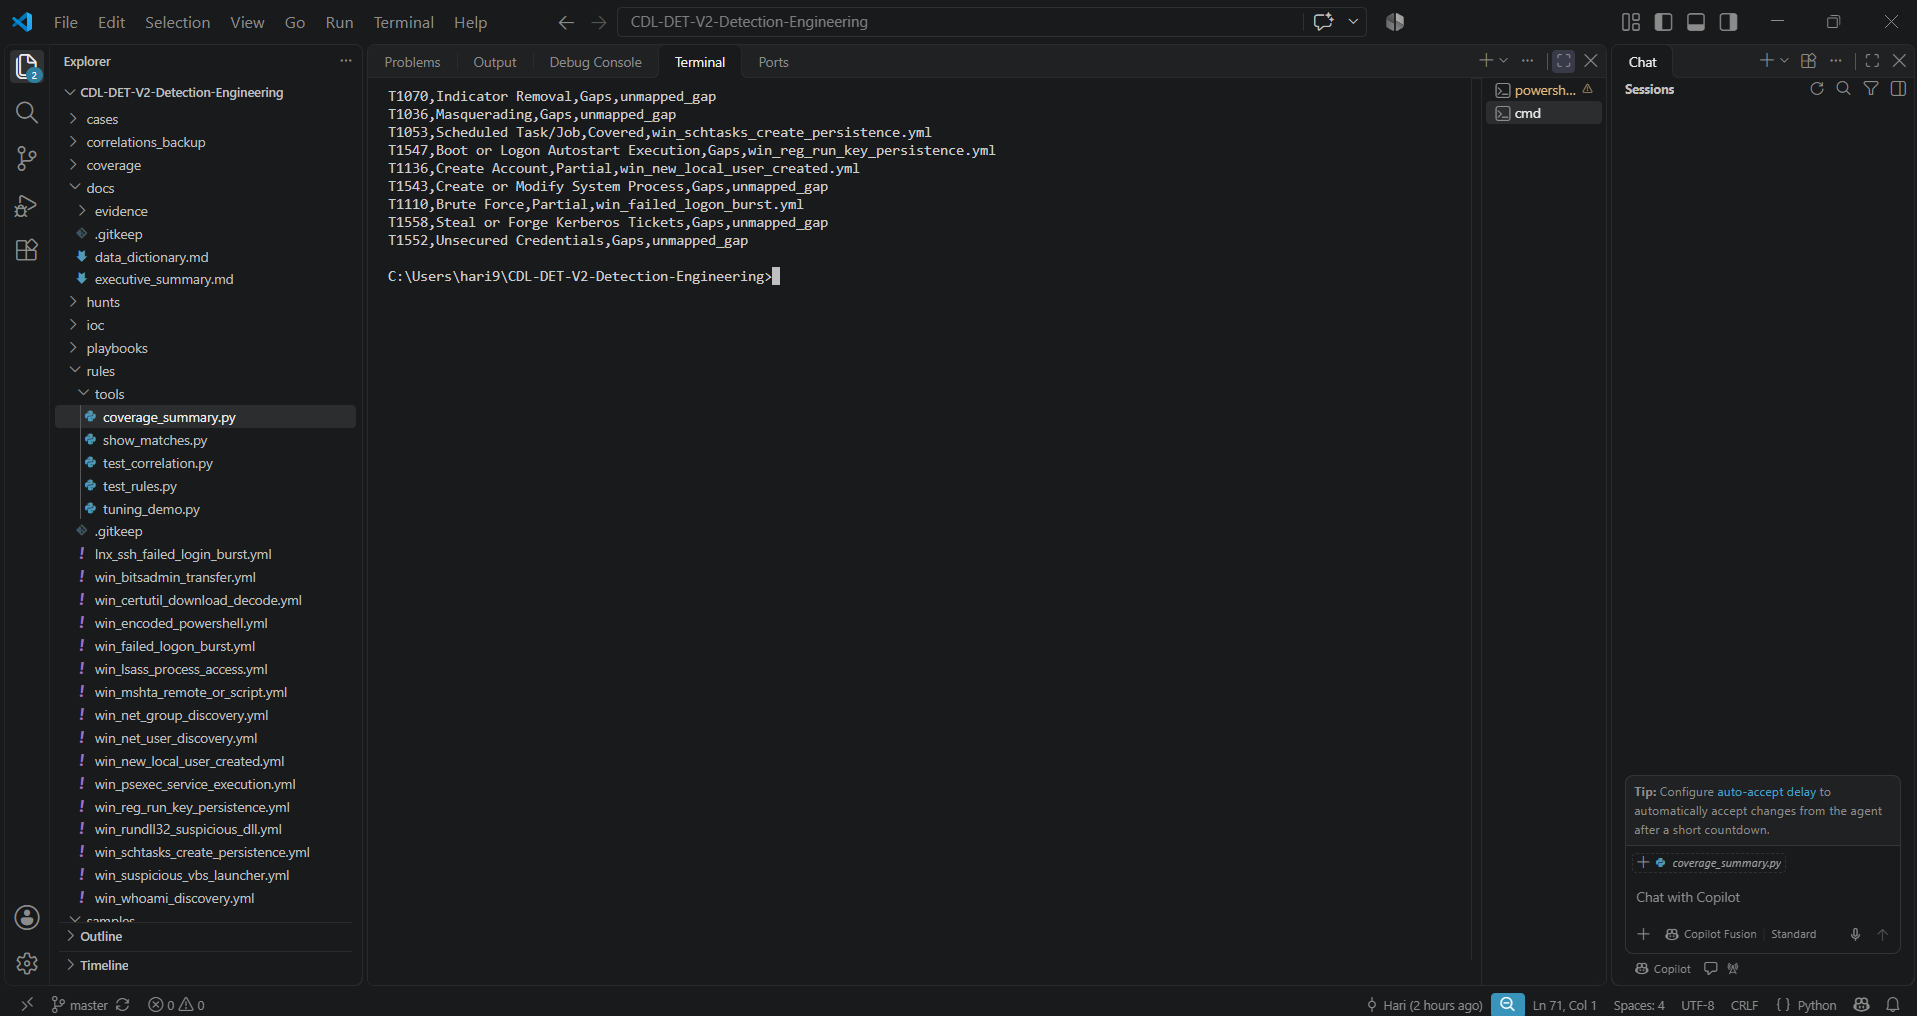 File Edit Selection View Go Run Terminal Help
CDL-DET-V2-Detection-Engineering
Explorer
CDL-DET-V2-Detection-Engineering
cases
correlations_backup
coverage
docs
evidence
.gitkeep
data_dictionary.md
executive_summary.md
hunts
ioc
playbooks
rules
tools
coverage_summary.py
show_matches.py
test_correlation.py
test_rules.py
tuning_demo.py
.gitkeep
lnx_ssh_failed_login_burst.yml
win_bitsadmin_transfer.yml
win_certutil_download_decode.yml
win_encoded_powershell.yml
win_failed_logon_burst.yml
win_lsass_process_access.yml
win_mshta_remote_or_script.yml
win_net_group_discovery.yml
win_net_user_discovery.yml
win_new_local_user_created.yml
win_psexec_service_execution.yml
win_reg_run_key_persistence.yml
win_rundll32_suspicious_dll.yml
win_schtasks_create_persistence.yml
win_suspicious_vbs_launcher.yml
win_whoami_discovery.yml
samples
Outline
Timeline
2
Problems Output Debug Console Terminal Ports
T1070,Indicator Removal,Gaps,unmapped_gap
T1036,Masquerading,Gaps,unmapped_gap
T1053,Scheduled Task/Job,Covered,win_schtasks_create_persistence.yml
T1547,Boot or Logon Autostart Execution,Gaps,win_reg_run_key_persistence.yml
T1136,Create Account,Partial,win_new_local_user_created.yml
T1543,Create or Modify System Process,Gaps,unmapped_gap
T1110,Brute Force,Partial,win_failed_logon_burst.yml
T1558,Steal or Forge Kerberos Tickets,Gaps,unmapped_gap
T1552,Unsecured Credentials,Gaps,unmapped_gap
C:\Users\hari9\CDL-DET-V2-Detection-Engineering>
powersh...
cmd
Chat
Sessions
Tip: Configure auto-accept delay to
automatically accept changes from the agent
after a short countdown.
coverage_summary.py
Chat with Copilot
Copilot Fusion Standard
Copilot
master 0 0 Hari (2 hours ago) Ln 71, Col 1 Spaces: 4 UTF-8 CRLF {} Python